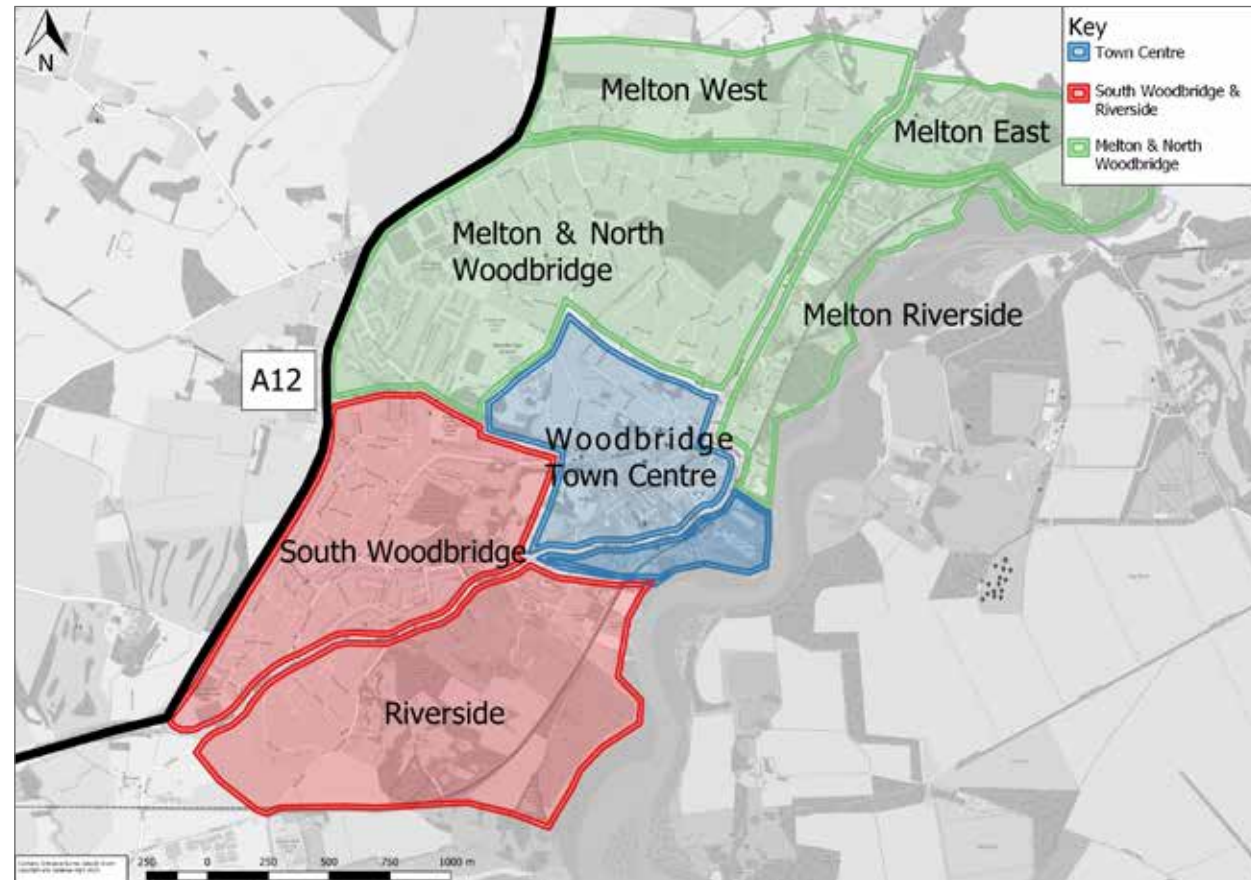 N
Key
Town Centre
South Woodbridge &
Riverside
Melton & North
Woodbridge
Melton West
Melton East
Melton & North
Woodbridge
Melton Riverside
A12
Woodbridge
Town Centre
South Woodbridge
Riverside
250 0 250 500 750 1000 m